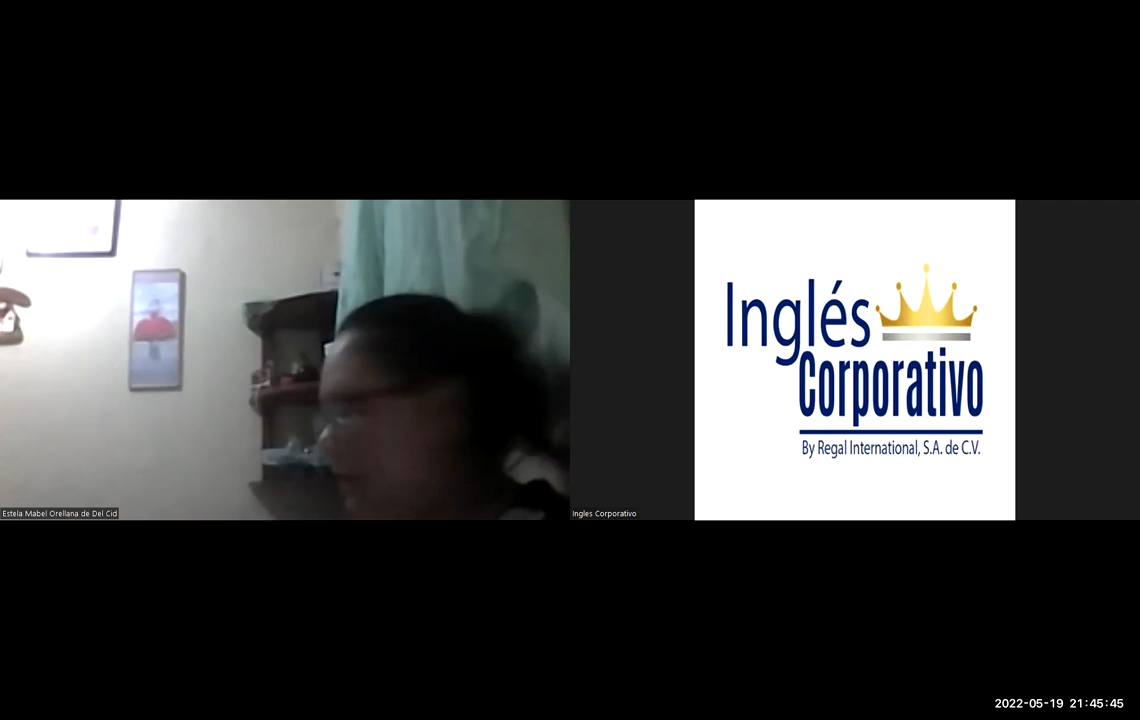 Inglés
Corporativo
By Regal International, S.A. de C.V.
Estela Mabel Orellana de Del Cid
Ingles Corporativo
2022-05-19 21:45:45